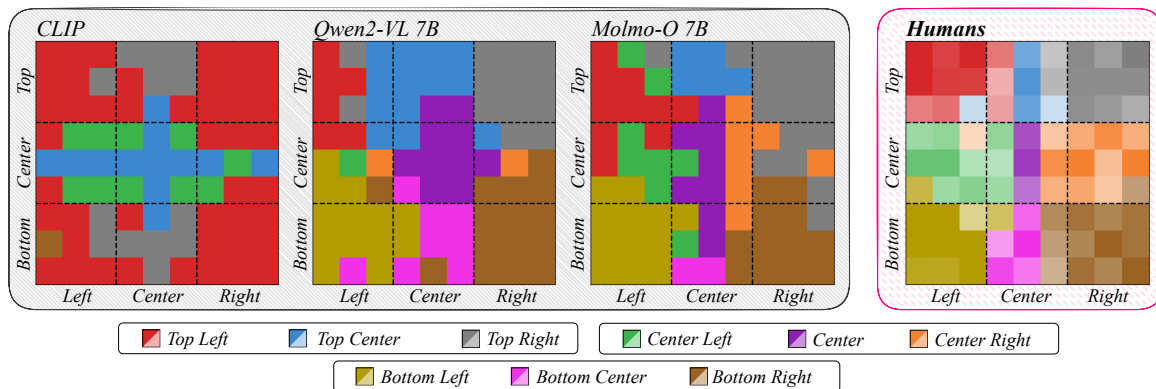 CLIP
Qwen2-VL 7B
Molmo-O 7B
Humans
Top
Center
Bottom
Left Center Right
Top
Center
Bottom
Left Center Right
Top
Center
Bottom
Left Center Right
Top
Center
Bottom
Left Center Right
Top Left Top Center Top Right
Center Left Center Center Right
Bottom Left Bottom Center Bottom Right